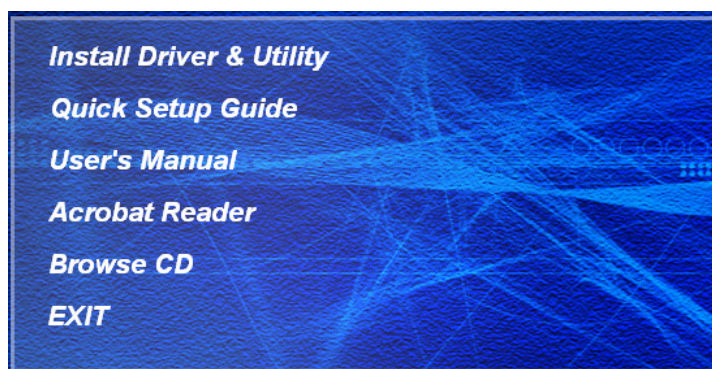 Install Driver & Utility
Quick Setup Guide
User's Manual
Acrobat Reader
Browse CD
EXIT